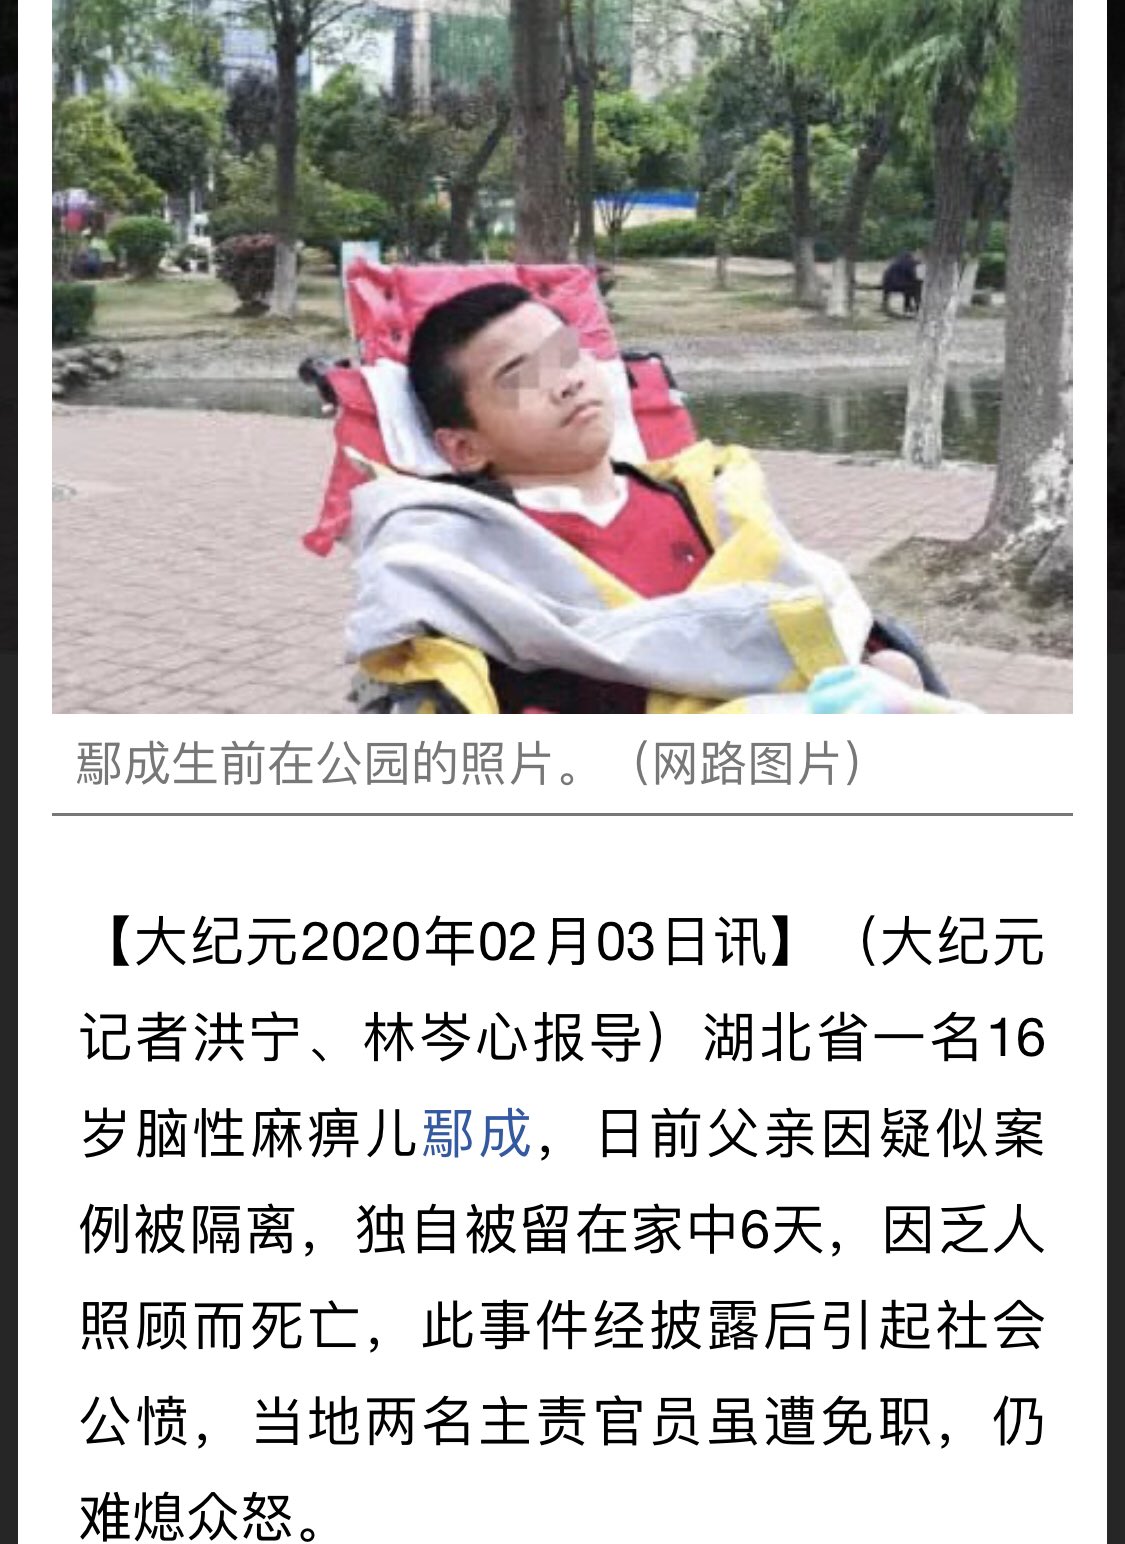 鄢成生前在公园的照片。（网路图片）
【大纪元2020年02月03日讯】（大纪元
记者洪宁、林岑心报导）湖北省一名16
岁脑性麻痹儿鄢成，日前父亲因疑似案
例被隔离，独自被留在家中6天，因乏人
照顾而死亡，此事件经披露后引起社会
公愤，当地两名主责官员虽遭免职，仍
难熄众怒。